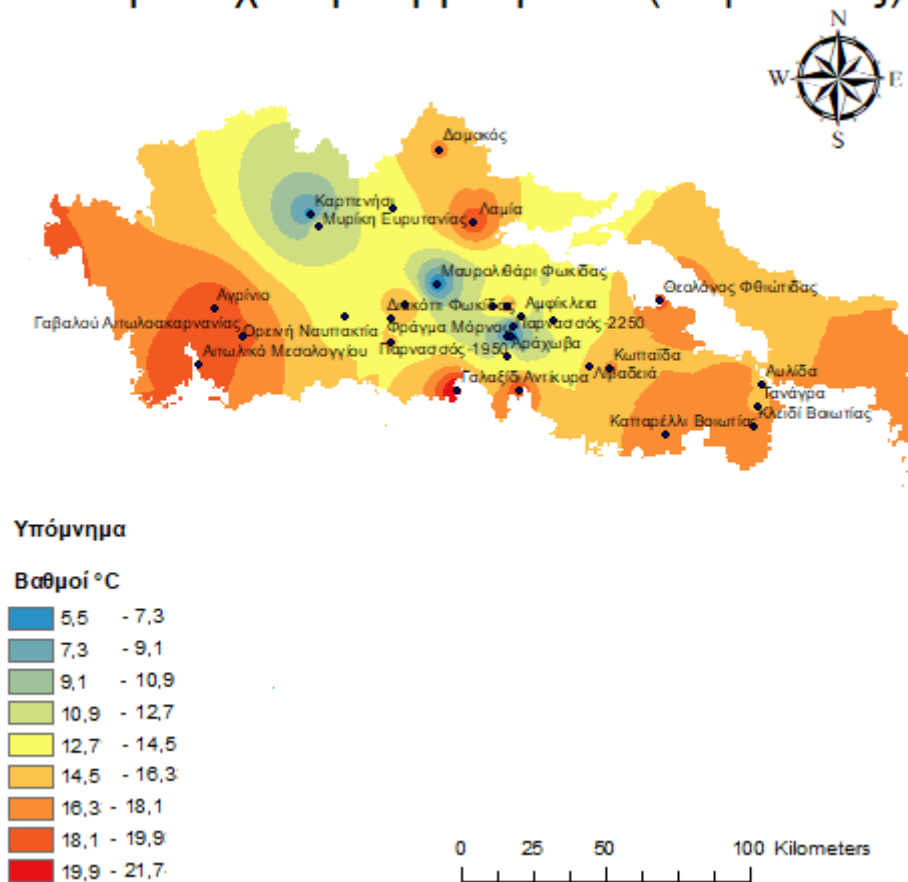 N
W E
S
Δομοκός
Καρπενήσι
Λαμία
Μυρίκη Ευρυτανίας
Μαυρολιθάρι Φωκίδας
Θεολόγος Φθιώτιδας
Αγρίνιο
Διακόπι Φωκίδας
Αμφίκλεια
Γαβαλού Αιτωλοακαρνανίας
Ορεινή Ναυπακτία
Φράγμα Μόρνου
Παρνασσός -2250
Αιτωλικό Μεσολογγίου
Παρνασσός -1950
Αράχωβα
Κωπαΐδα
Γαλαξίδι
Αντίκυρα
Λιβαδειά
Αυλίδα
Τανάγρα
Καπαρέλλι Βοιωτίας
Κλειδί Βοιωτίας
Υπόμνημα
Βαθμοί °C
5,5 - 7,3
7,3 - 9,1
9,1 - 10,9
10,9 - 12,7
12,7 - 14,5
14,5 - 16,3
16,3 - 18,1
18,1 - 19,9
19,9 - 21,7
0 25 50 100 Kilometers